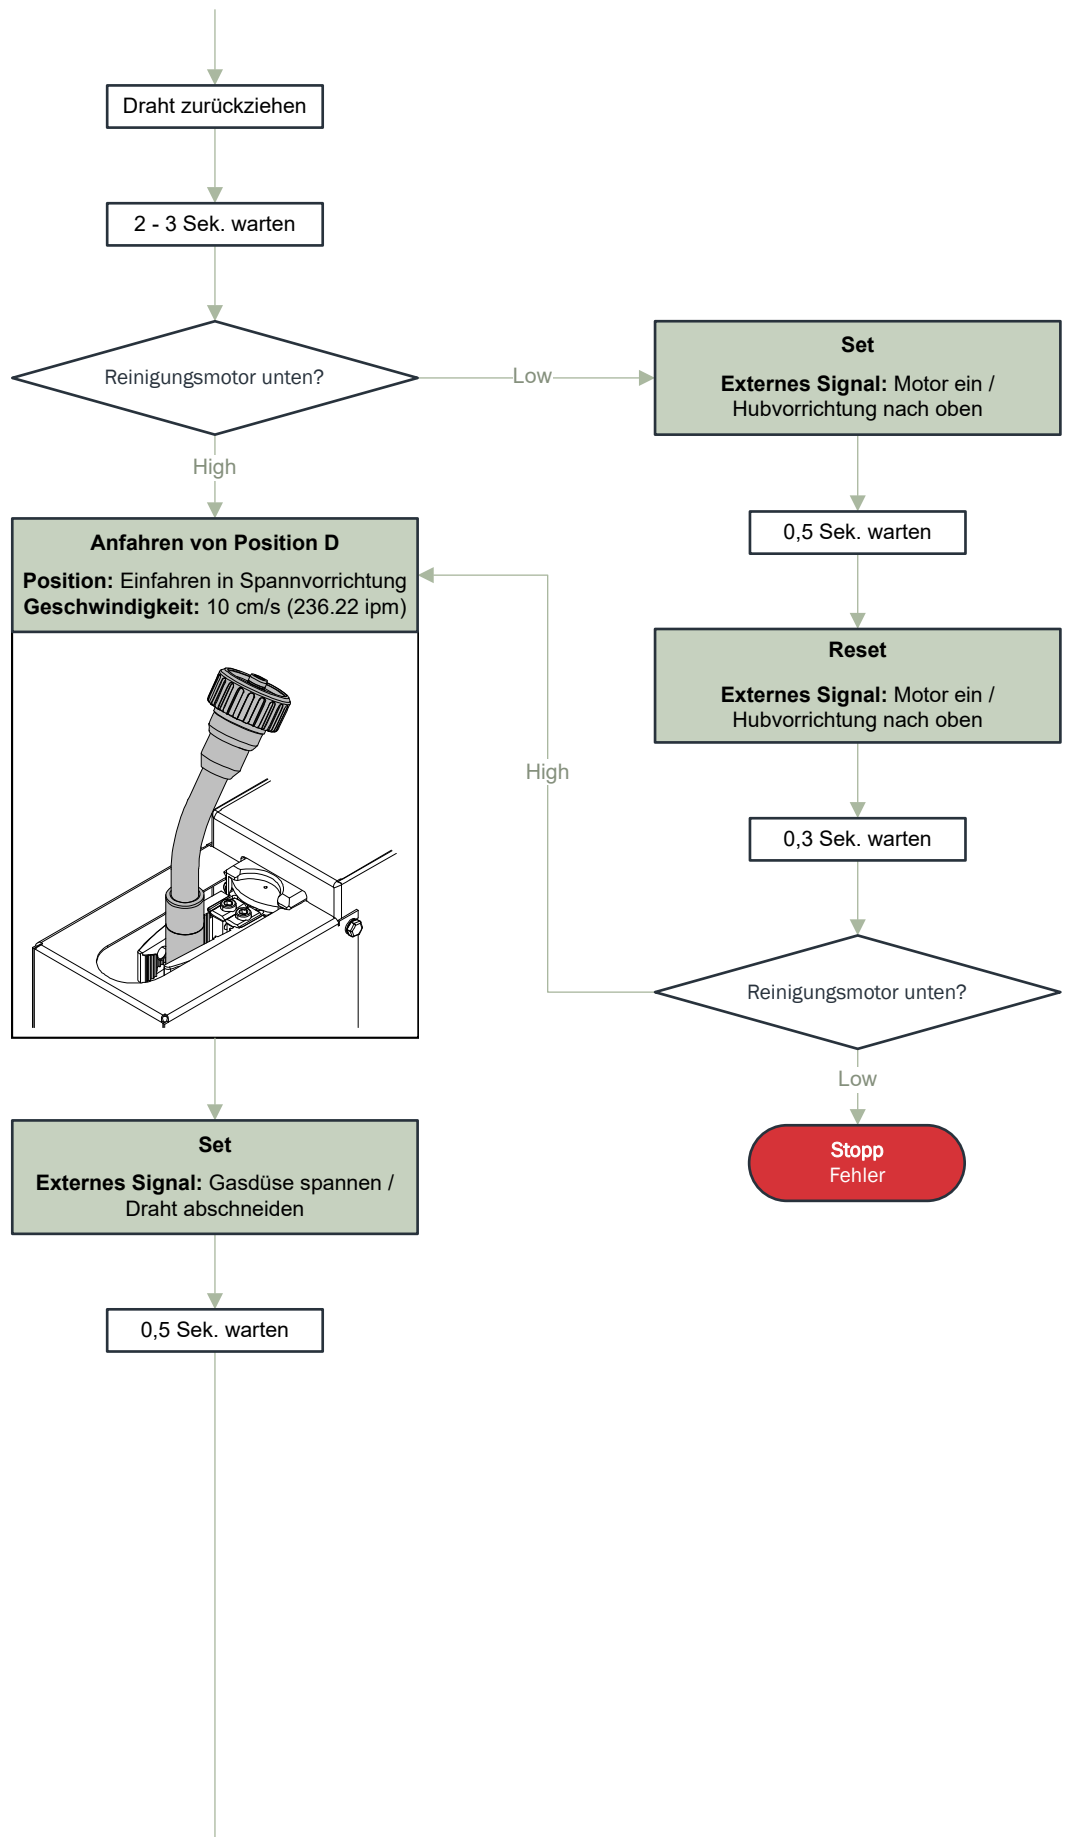 Draht zurückziehen
2 - 3 Sek. warten
Reinigungsmotor unten?
Low
High
Set
Externes Signal: Motor ein /
Hubvorrichtung nach oben
0,5 Sek. warten
Reset
Externes Signal: Motor ein /
Hubvorrichtung nach oben
0,3 Sek. warten
Reinigungsmotor unten?
High
Low
Stopp
Fehler
Anfahren von Position D
Position: Einfahren in Spannvorrichtung
Geschwindigkeit: 10 cm/s (236.22 ipm)
Set
Externes Signal: Gasdüse spannen /
Draht abschneiden
0,5 Sek. warten